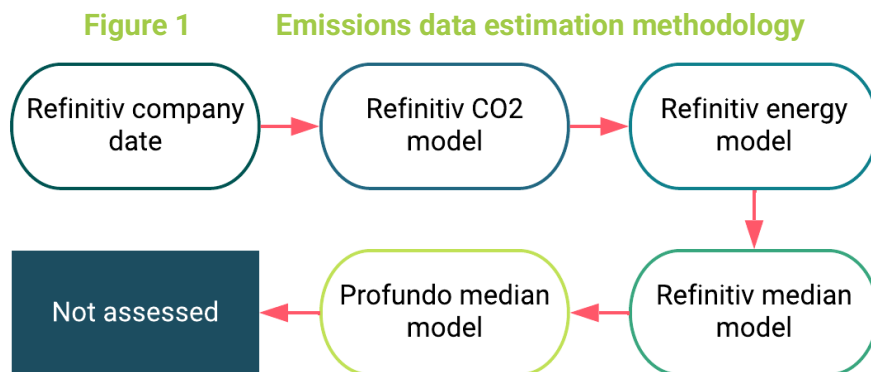 Figure 1 Emissions data estimation methodology
Refinitiv company
date
Refinitiv CO2
model
Refinitiv energy
model
Refinitiv median
model
Profundo median
model
Not assessed